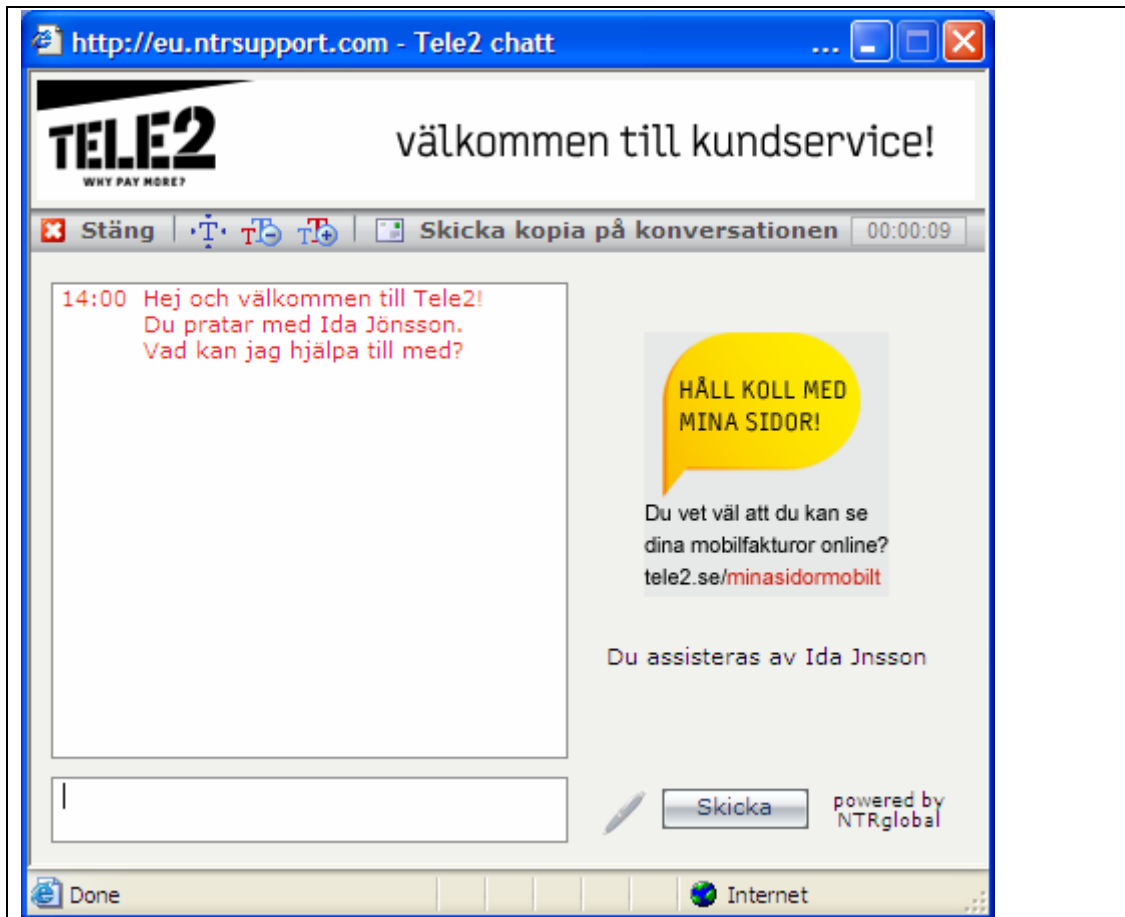 http://eu.ntrsupport.com - Tele2 chatt ...
TELE2
WHY PAY MORE?
välkommen till kundservice!
Stäng T TT TT Skicka kopia på konversationen 00:00:09
14:00 Hej och välkommen till Tele2!
Du pratar med Ida Jönsson.
Vad kan jag hjälpa till med?
HÅLL KOLL MED
MINA SIDOR!
Du vet väl att du kan se
dina mobilfakturor online?
tele2.se/minasidormobilt
Du assisteras av Ida Jnsson
Skicka
powered by
NTRglobal
Done
Internet